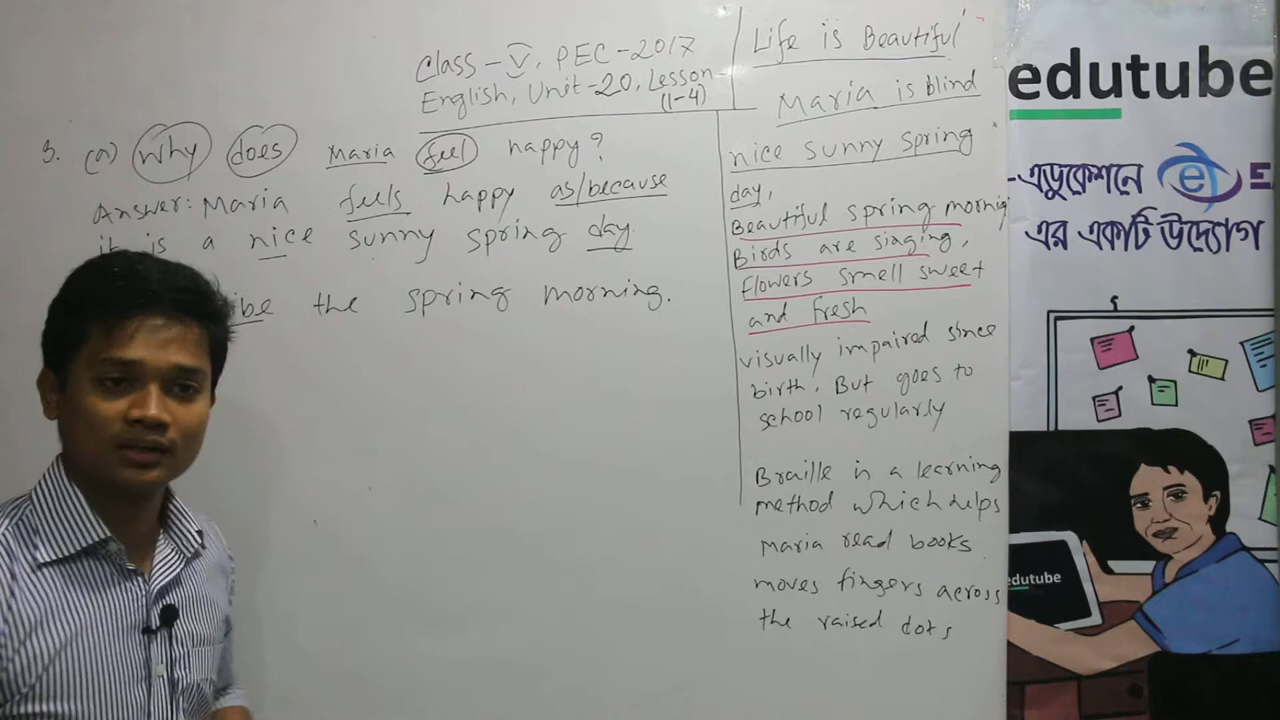 Class-V, PEC-2017
English, Unit-20, Lesson
(1-4)
3. (a) Why does Maria feel happy?
Answer: Maria feels happy as/because
it is a nice sunny spring day
the spring morning.
Life is Beautiful
Maria is blind
nice sunny spring
day,
Beautiful spring morning
Birds are singing,
Flowers smell sweet
and fresh
visually impaired since
birth. But goes to
school regularly
Braille is a learning
method which helps
Maria read books.
moves fingers across
the raised dots
edutube
-এডুকেশনে e E
এর একটি উদ্যোগ
edutube